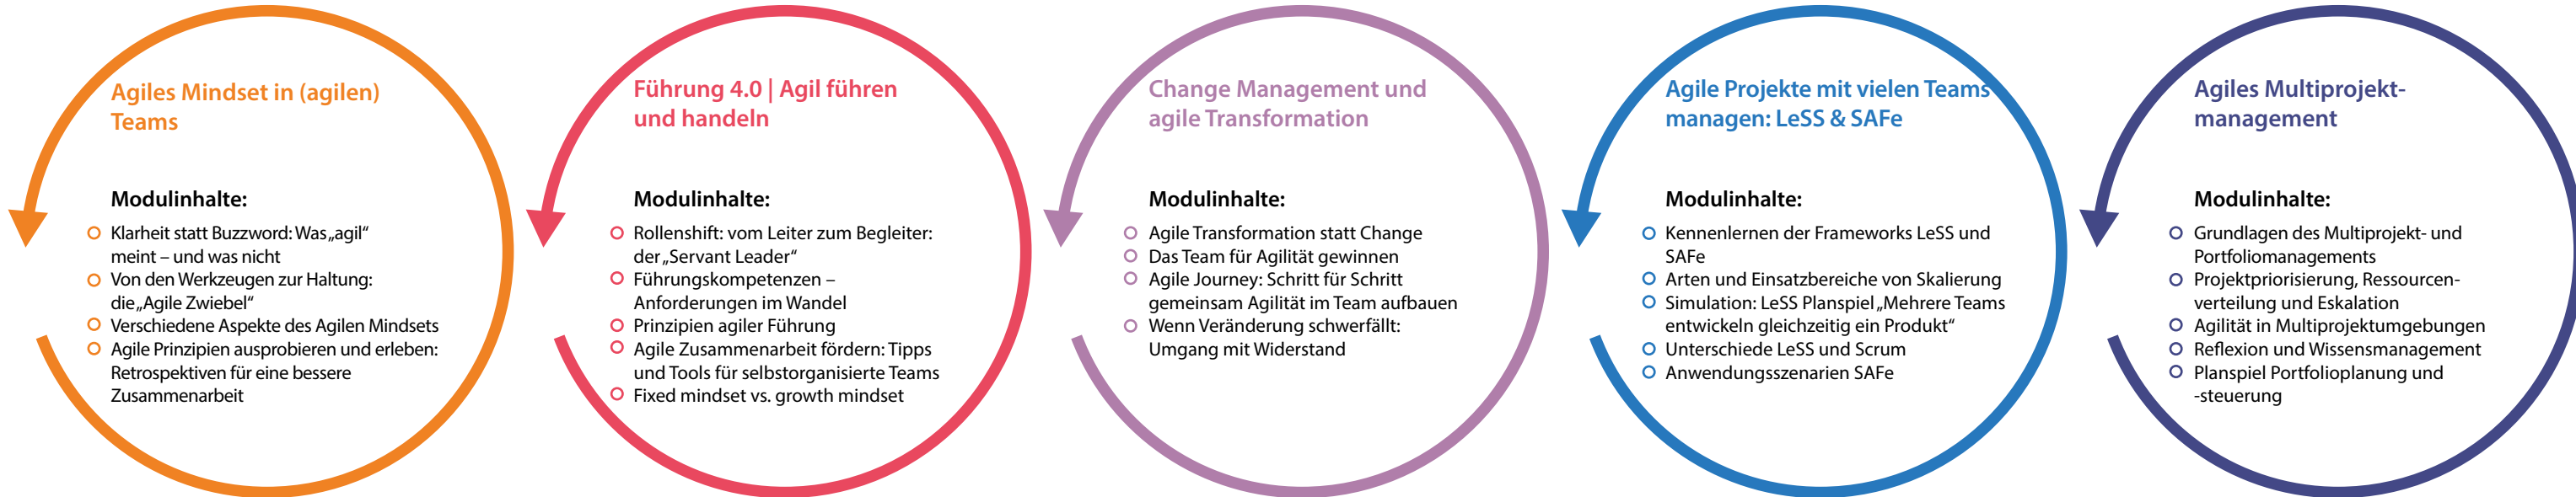 Agiles Mindset in (agilen)
Teams
Modulinhalte:
Klarheit statt Buzzword: Was „agil“
meint – und was nicht
Von den Werkzeugen zur Haltung:
die „Agile Zwiebel“
Verschiedene Aspekte des Agilen Mindsets
Agile Prinzipien ausprobieren und erleben:
Retrospektiven für eine bessere
Zusammenarbeit
Führung 4.0 | Agil führen
und handeln
Modulinhalte:
Rollenshift: vom Leiter zum Begleiter:
der „Servant Leader“
Führungskompetenzen –
Anforderungen im Wandel
Prinzipien agiler Führung
Agile Zusammenarbeit fördern: Tipps
und Tools für selbstorganisierte Teams
Fixed mindset vs. growth mindset
Change Management und
agile Transformation
Modulinhalte:
Agile Transformation statt Change
Das Team für Agilität gewinnen
Agile Journey: Schritt für Schritt
gemeinsam Agilität im Team aufbauen
Wenn Veränderung schwerfällt:
Umgang mit Widerstand
Agile Projekte mit vielen Teams
managen: LeSS & SAFe
Modulinhalte:
Kennenlernen der Frameworks LeSS und
SAFe
Arten und Einsatzbereiche von Skalierung
Simulation: LeSS Planspiel „Mehrere Teams
entwickeln gleichzeitig ein Produkt“
Unterschiede LeSS und Scrum
Anwendungsszenarien SAFe
Agiles Multiprojekt-
management
Modulinhalte:
Grundlagen des Multiprojekt- und
Portfoliomanagements
Projektpriorisierung, Ressourcen-
verteilung und Eskalation
Agilität in Multiprojektumgebungen
Reflexion und Wissensmanagement
Planspiel Portfolioplanung und
-steuerung